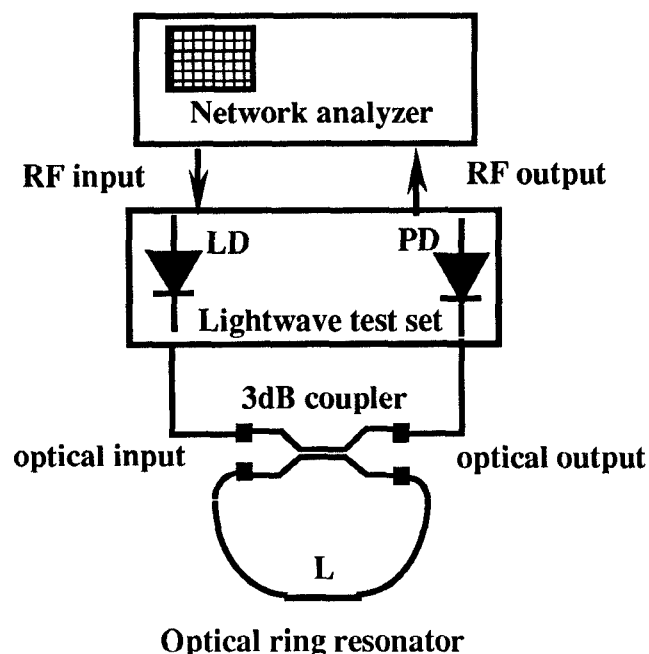 Network analyzer
RF input
RF output
LD
PD
Lightwave test set
3dB coupler
optical input
optical output
L
Optical ring resonator